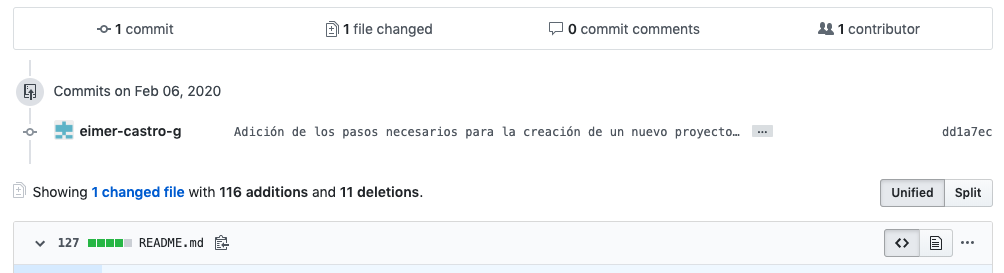 1 commit 1 file changed 0 commit comments 1 contributor
Commits on Feb 06, 2020
eimer-castro-g Adición de los pasos necesarios para la creación de un nuevo proyecto… … dd1a7ec
Showing 1 changed file with 116 additions and 11 deletions. Unified Split
127 README.md